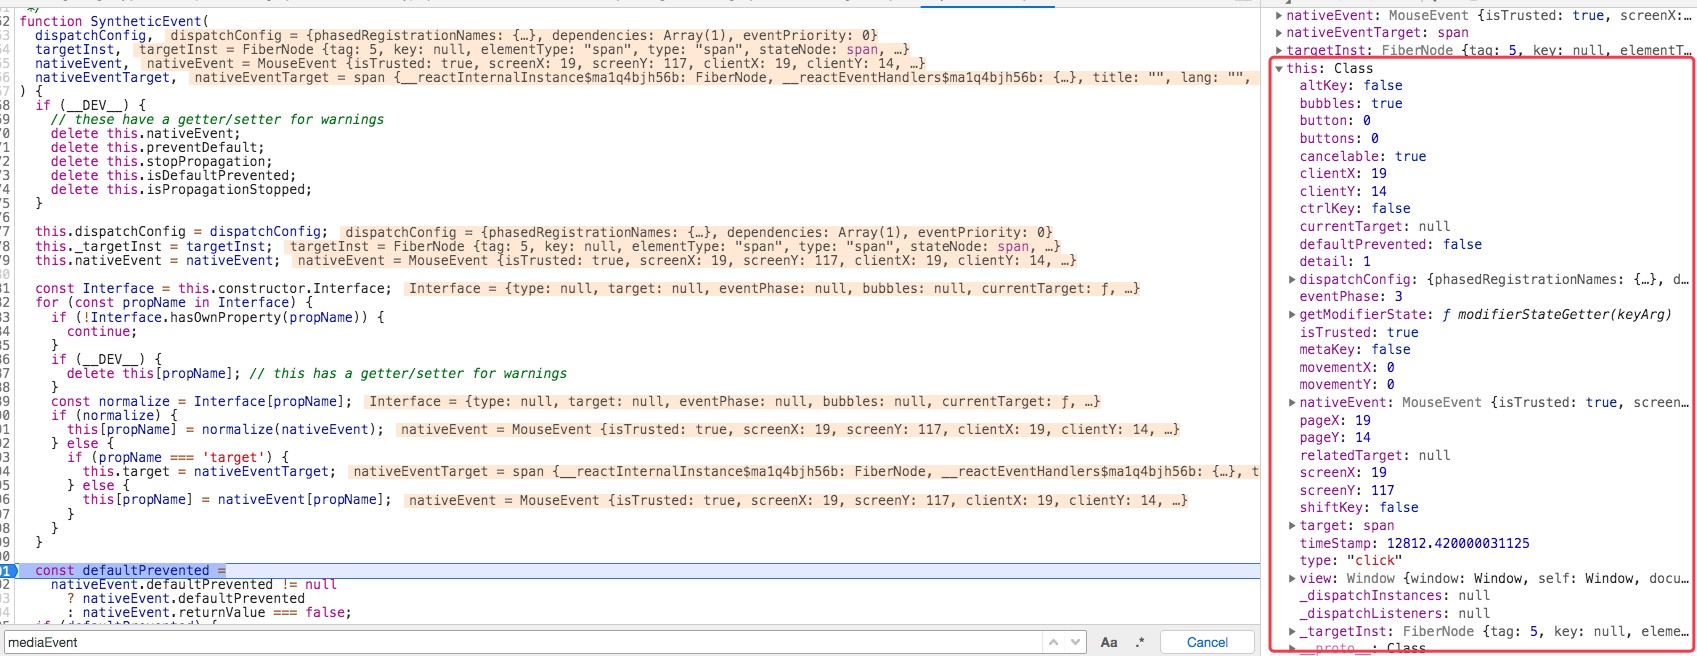 */
52 function SyntheticEvent(
53 dispatchConfig, dispatchConfig = {phasedRegistrationNames: {…}, dependencies: Array(1), eventPriority: 0}
54 targetInst, targetInst = FiberNode {tag: 5, key: null, elementType: "span", type: "span", stateNode: span, …}
55 nativeEvent, nativeEvent = MouseEvent {isTrusted: true, screenX: 19, screenY: 117, clientX: 19, clientY: 14, …}
56 nativeEventTarget, nativeEventTarget = span {__reactInternalInstance$ma1q4bjh56b: FiberNode, __reactEventHandlers$ma1q4bjh56b: {…}, title: "", lang: "",
57 ) {
58 if (__DEV__) {
59 // these have a getter/setter for warnings
70 delete this.nativeEvent;
71 delete this.preventDefault;
72 delete this.stopPropagation;
73 delete this.isDefaultPrevented;
74 delete this.isPropagationStopped;
75 }
76
77 this.dispatchConfig = dispatchConfig; dispatchConfig = {phasedRegistrationNames: {…}, dependencies: Array(1), eventPriority: 0}
78 this._targetInst = targetInst; targetInst = FiberNode {tag: 5, key: null, elementType: "span", type: "span", stateNode: span, …}
79 this.nativeEvent = nativeEvent; nativeEvent = MouseEvent {isTrusted: true, screenX: 19, screenY: 117, clientX: 19, clientY: 14, …}
80
81 const Interface = this.constructor.Interface; Interface = {type: null, target: null, eventPhase: null, bubbles: null, currentTarget: ƒ, …}
82 for (const propName in Interface) {
83 if (!Interface.hasOwnProperty(propName)) {
84 continue;
85 }
86 if (__DEV__) {
87 delete this[propName]; // this has a getter/setter for warnings
88 }
89 const normalize = Interface[propName]; Interface = {type: null, target: null, eventPhase: null, bubbles: null, currentTarget: ƒ, …}
90 if (normalize) {
91 this[propName] = normalize(nativeEvent); nativeEvent = MouseEvent {isTrusted: true, screenX: 19, screenY: 117, clientX: 19, clientY: 14, …}
92 } else {
93 if (propName === 'target') {
94 this.target = nativeEventTarget; nativeEventTarget = span {__reactInternalInstance$ma1q4bjh56b: FiberNode, __reactEventHandlers$ma1q4bjh56b: {…}, t
95 } else {
96 this[propName] = nativeEvent[propName]; nativeEvent = MouseEvent {isTrusted: true, screenX: 19, screenY: 117, clientX: 19, clientY: 14, …}
97 }
98 }
99 }
00
01 const defaultPrevented =
02 nativeEvent.defaultPrevented != null
03 ? nativeEvent.defaultPrevented
04 : nativeEvent.returnValue === false;
if (defaultPrevented) {
mediaEvent Aa .* Cancel
nativeEvent: MouseEvent {isTrusted: true, screenX:…
nativeEventTarget: span
targetInst: FiberNode {tag: 5, key: null, elementT…
this: Class
altKey: false
bubbles: true
button: 0
buttons: 0
cancelable: true
clientX: 19
clientY: 14
ctrlKey: false
currentTarget: null
defaultPrevented: false
detail: 1
dispatchConfig: {phasedRegistrationNames: {…}, d…
eventPhase: 3
getModifierState: ƒ modifierStateGetter(keyArg)
isTrusted: true
metaKey: false
movementX: 0
movementY: 0
nativeEvent: MouseEvent {isTrusted: true, screen…
pageX: 19
pageY: 14
relatedTarget: null
screenX: 19
screenY: 117
shiftKey: false
target: span
timeStamp: 12812.420000031125
type: "click"
view: Window {window: Window, self: Window, docu…
_dispatchInstances: null
_dispatchListeners: null
_targetInst: FiberNode {tag: 5, key: null, eleme…
__proto__: Class